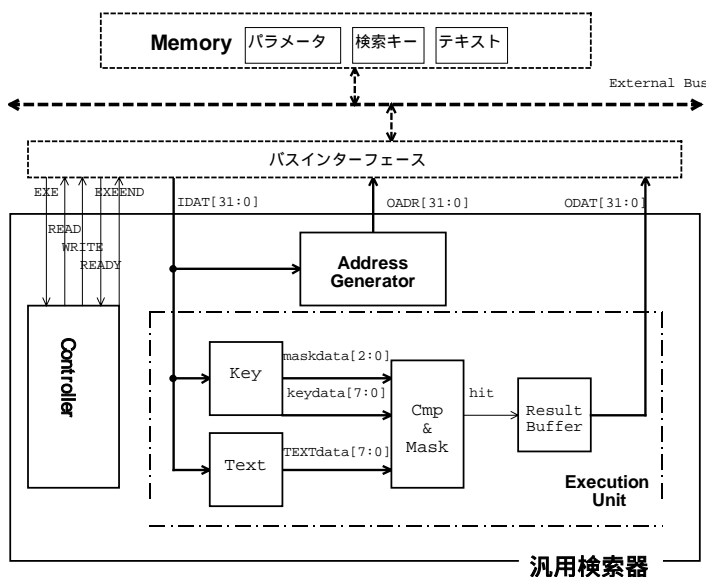 Memory
パラメータ
検索キー
テキスト
External Bus
バスインターフェース
EXE
EXEEND
IDAT[31:0]
OADR[31:0]
ODAT[31:0]
READ
WRITE
READY
Address
Generator
Controller
Key
maskdata[2:0]
keydata[7:0]
Text
TEXTdata[7:0]
Cmp
&
Mask
hit
Result
Buffer
Execution
Unit
汎用検索器